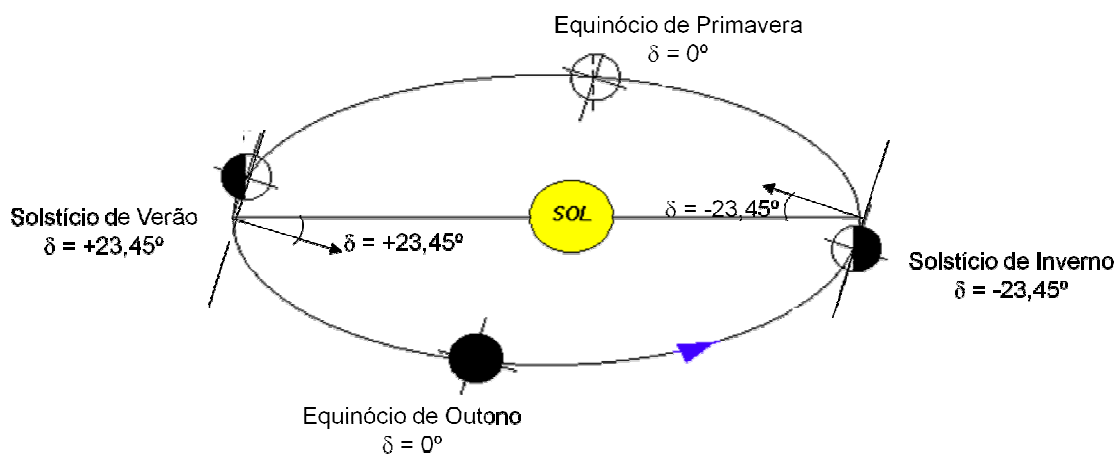 Equinócio de Primavera
δ = 0º
SOL
δ = -23,45º
Solstício de Verão
δ = +23,45º
δ = +23,45º
Solstício de Inverno
δ = -23,45º
Equinócio de Outono
δ = 0º